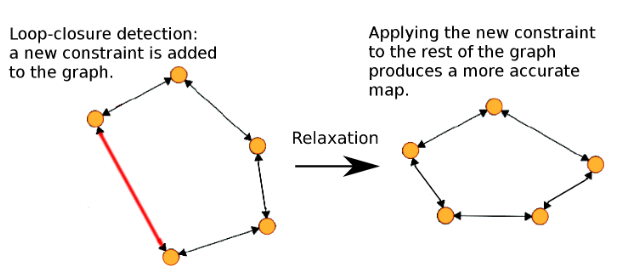 Loop-closure detection:
a new constraint is added
to the graph.
Relaxation
Applying the new constraint
to the rest of the graph
produces a more accurate
map.